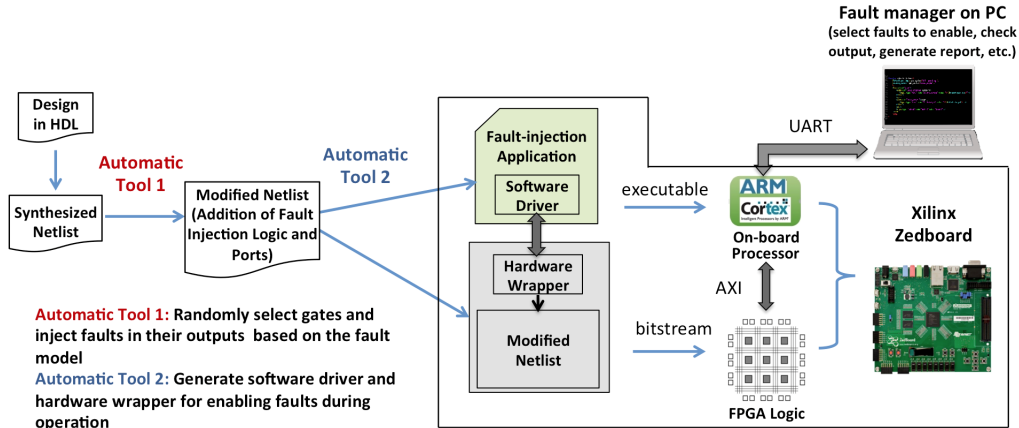 Fault manager on PC
(select faults to enable, check
output, generate report, etc.)
Design
in HDL
Automatic
Tool 1
Synthesized
Netlist
Modified Netlist
(Addition of Fault
Injection Logic and
Ports)
Automatic
Tool 2
Fault-injection
Application
Software
Driver
Hardware
Wrapper
Modified
Netlist
UART
executable
ARM
Cortex
Intelligent Processors by ARM
On-board
Processor
AXI
bitstream
FPGA Logic
Xilinx
Zedboard
Automatic Tool 1: Randomly select gates and
inject faults in their outputs based on the fault
model
Automatic Tool 2: Generate software driver and
hardware wrapper for enabling faults during
operation